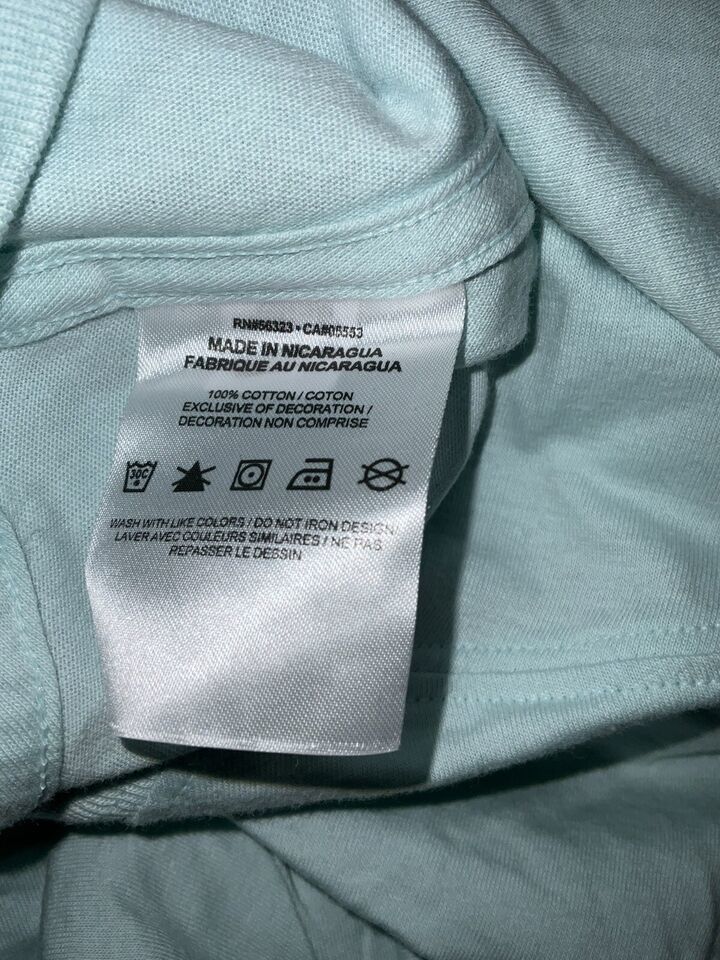 RN#56323 • CA#05553
MADE IN NICARAGUA
FABRIQUE AU NICARAGUA
100% COTTON / COTON
EXCLUSIVE OF DECORATION /
DECORATION NON COMPRISE
30C
WASH WITH LIKE COLORS / DO NOT IRON DESIGN/
LAVER AVEC COULEURS SIMILAIRES / NE PAS
REPASSER LE DESSIN